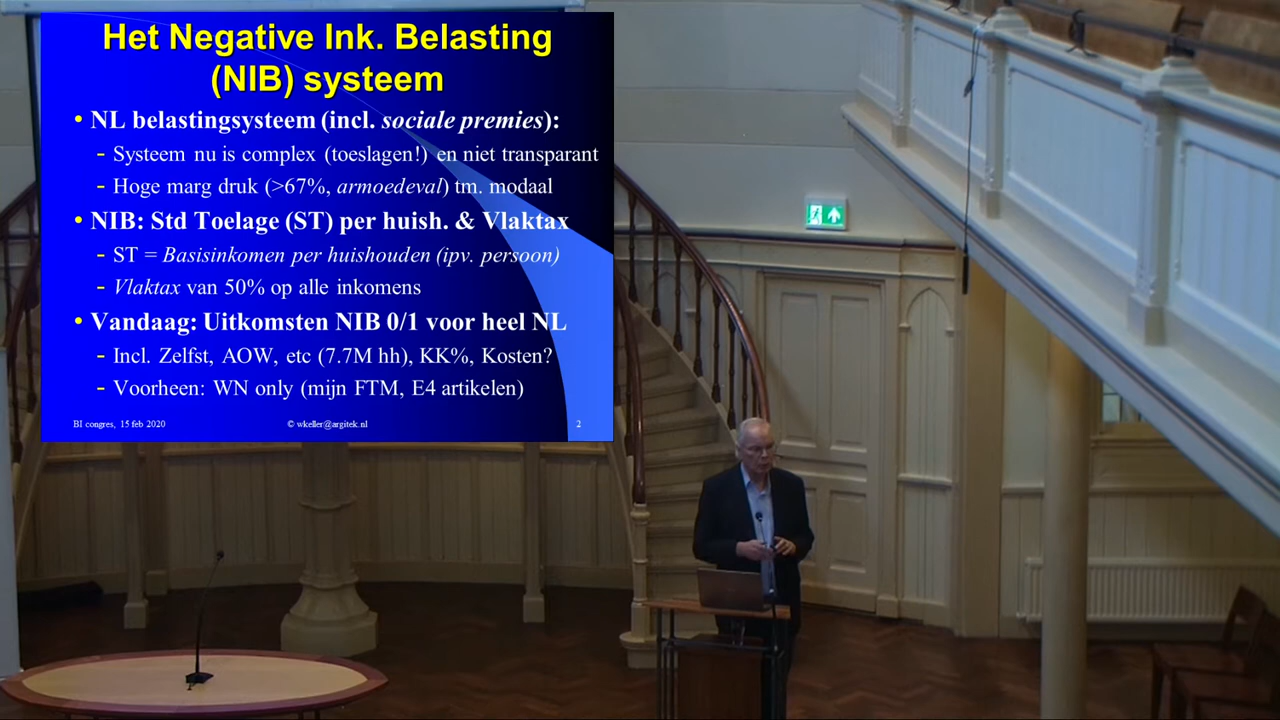 Het Negative Ink. Belasting
(NIB) systeem
• NL belastingsysteem (incl. sociale premies):
- Systeem nu is complex (toeslagen!) en niet transparant
- Hoge marg druk (>67%, armoedeval) tm. modaal
• NIB: Std Toelage (ST) per huish. & Vlaktax
- ST = Basisinkomen per huishouden (ipv. persoon)
- Vlaktax van 50% op alle inkomens
• Vandaag: Uitkomsten NIB 0/1 voor heel NL
- Incl. Zelfst, AOW, etc (7.7M hh), KK%, Kosten?
- Voorheen: WN only (mijn FTM, E4 artikelen)
BI congres, 15 feb 2020 © wkeller@argitek.nl 2